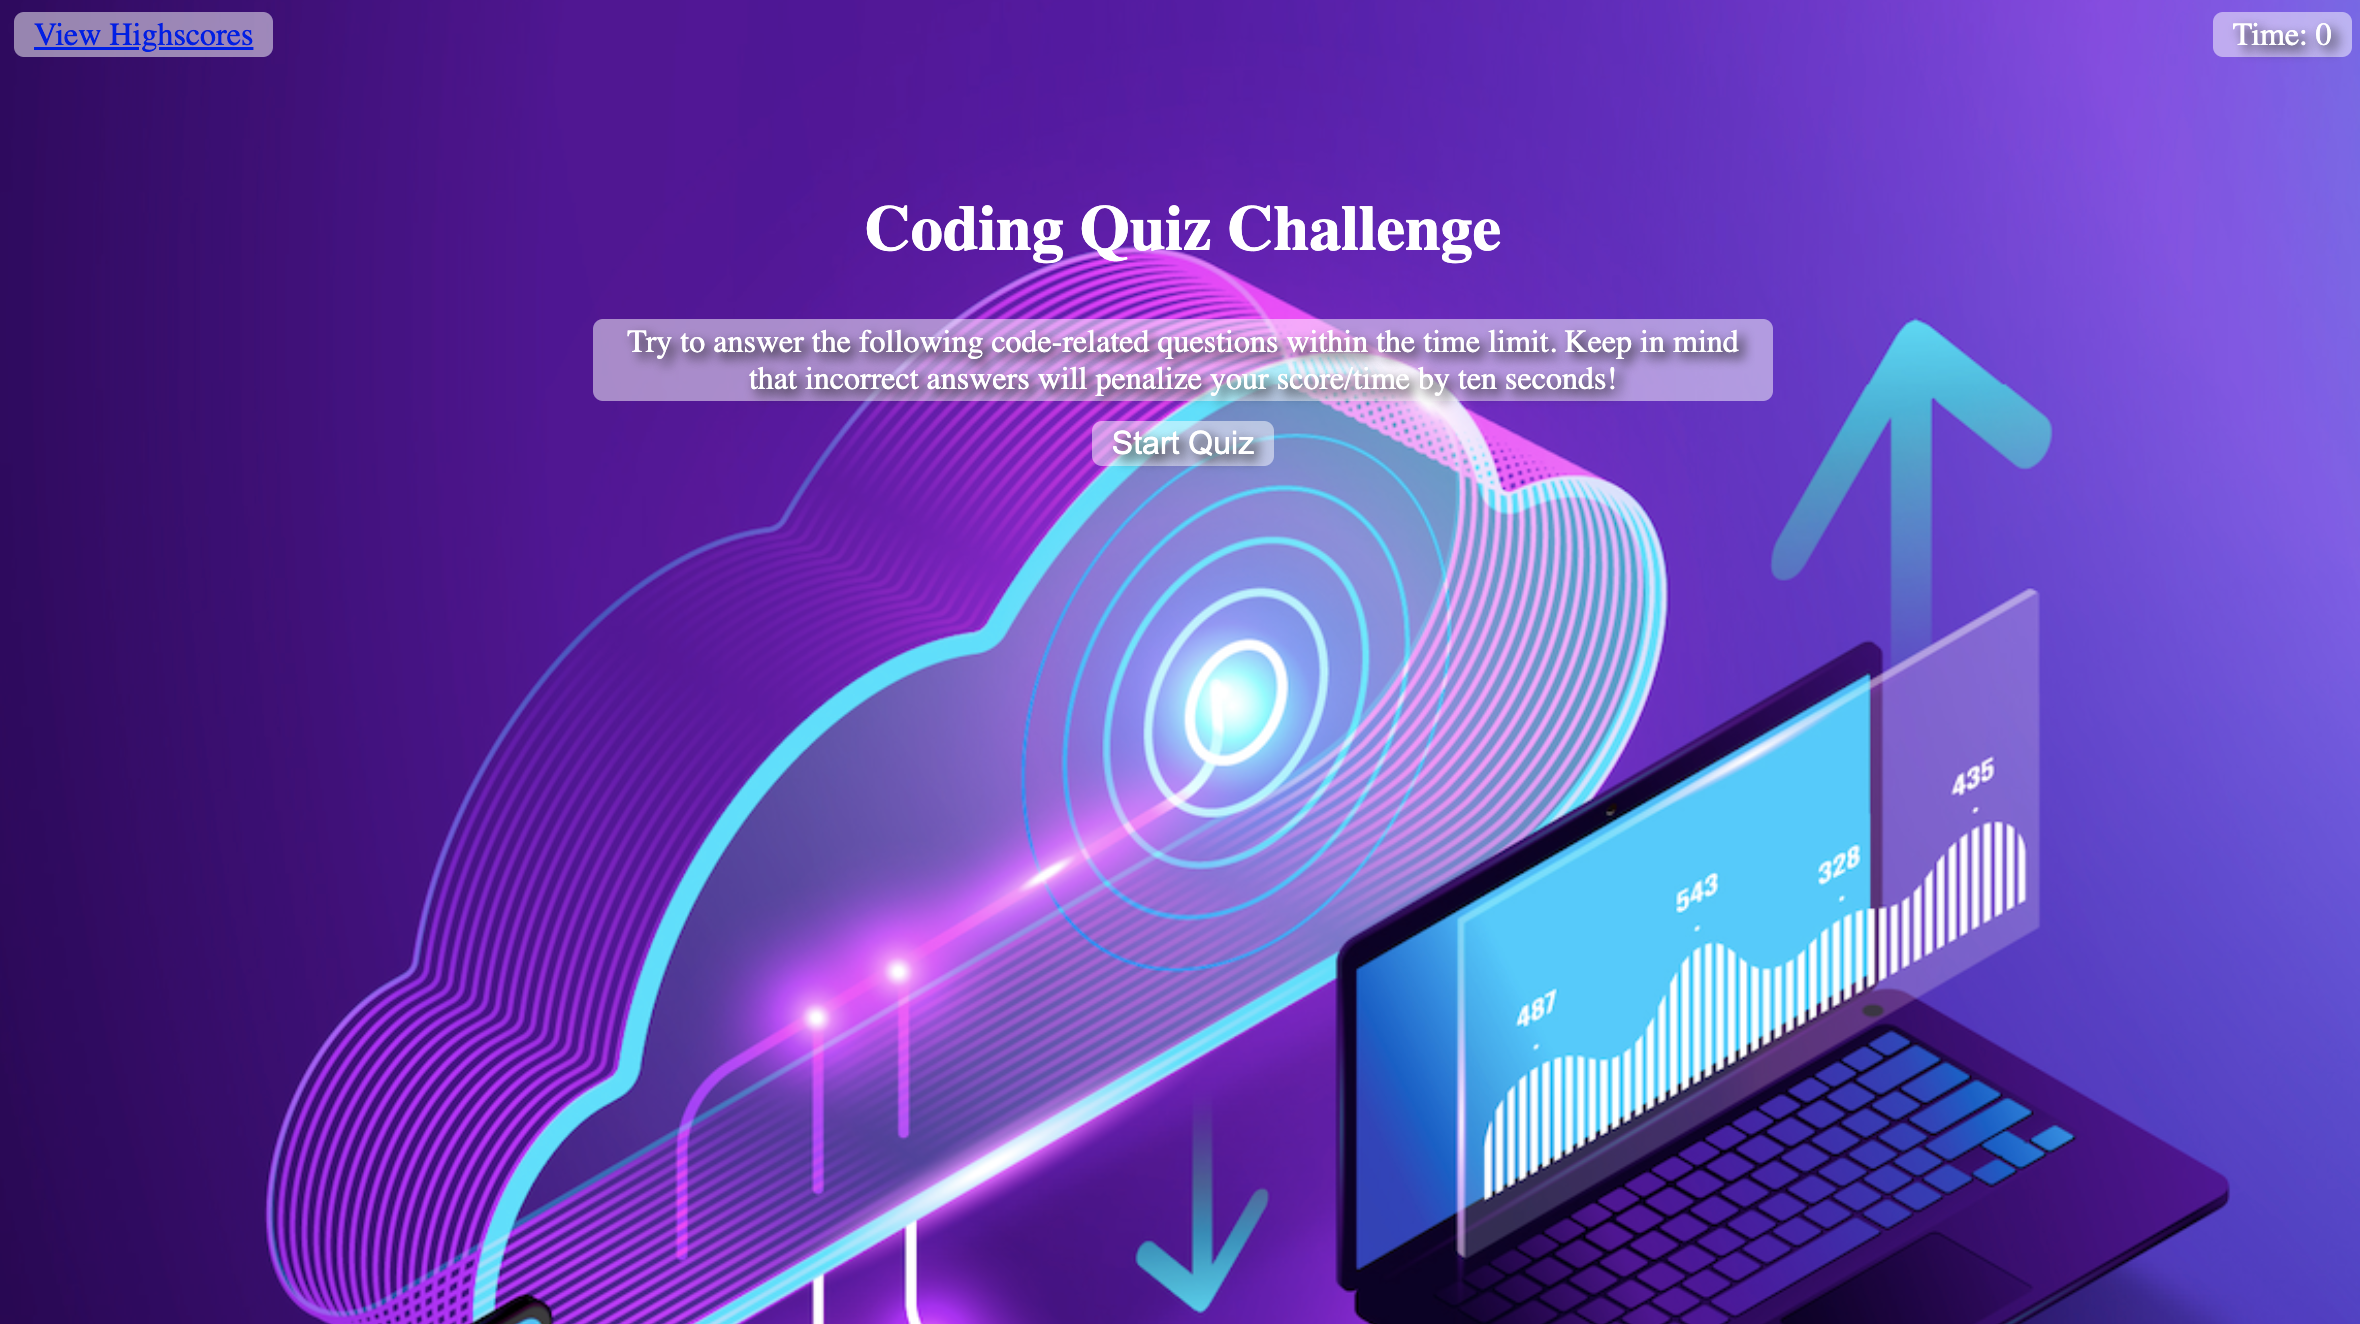 View Highscores
Time: 0
Coding Quiz Challenge
Try to answer the following code-related questions within the time limit. Keep in mind
that incorrect answers will penalize your score/time by ten seconds!
Start Quiz
435
328
543
487